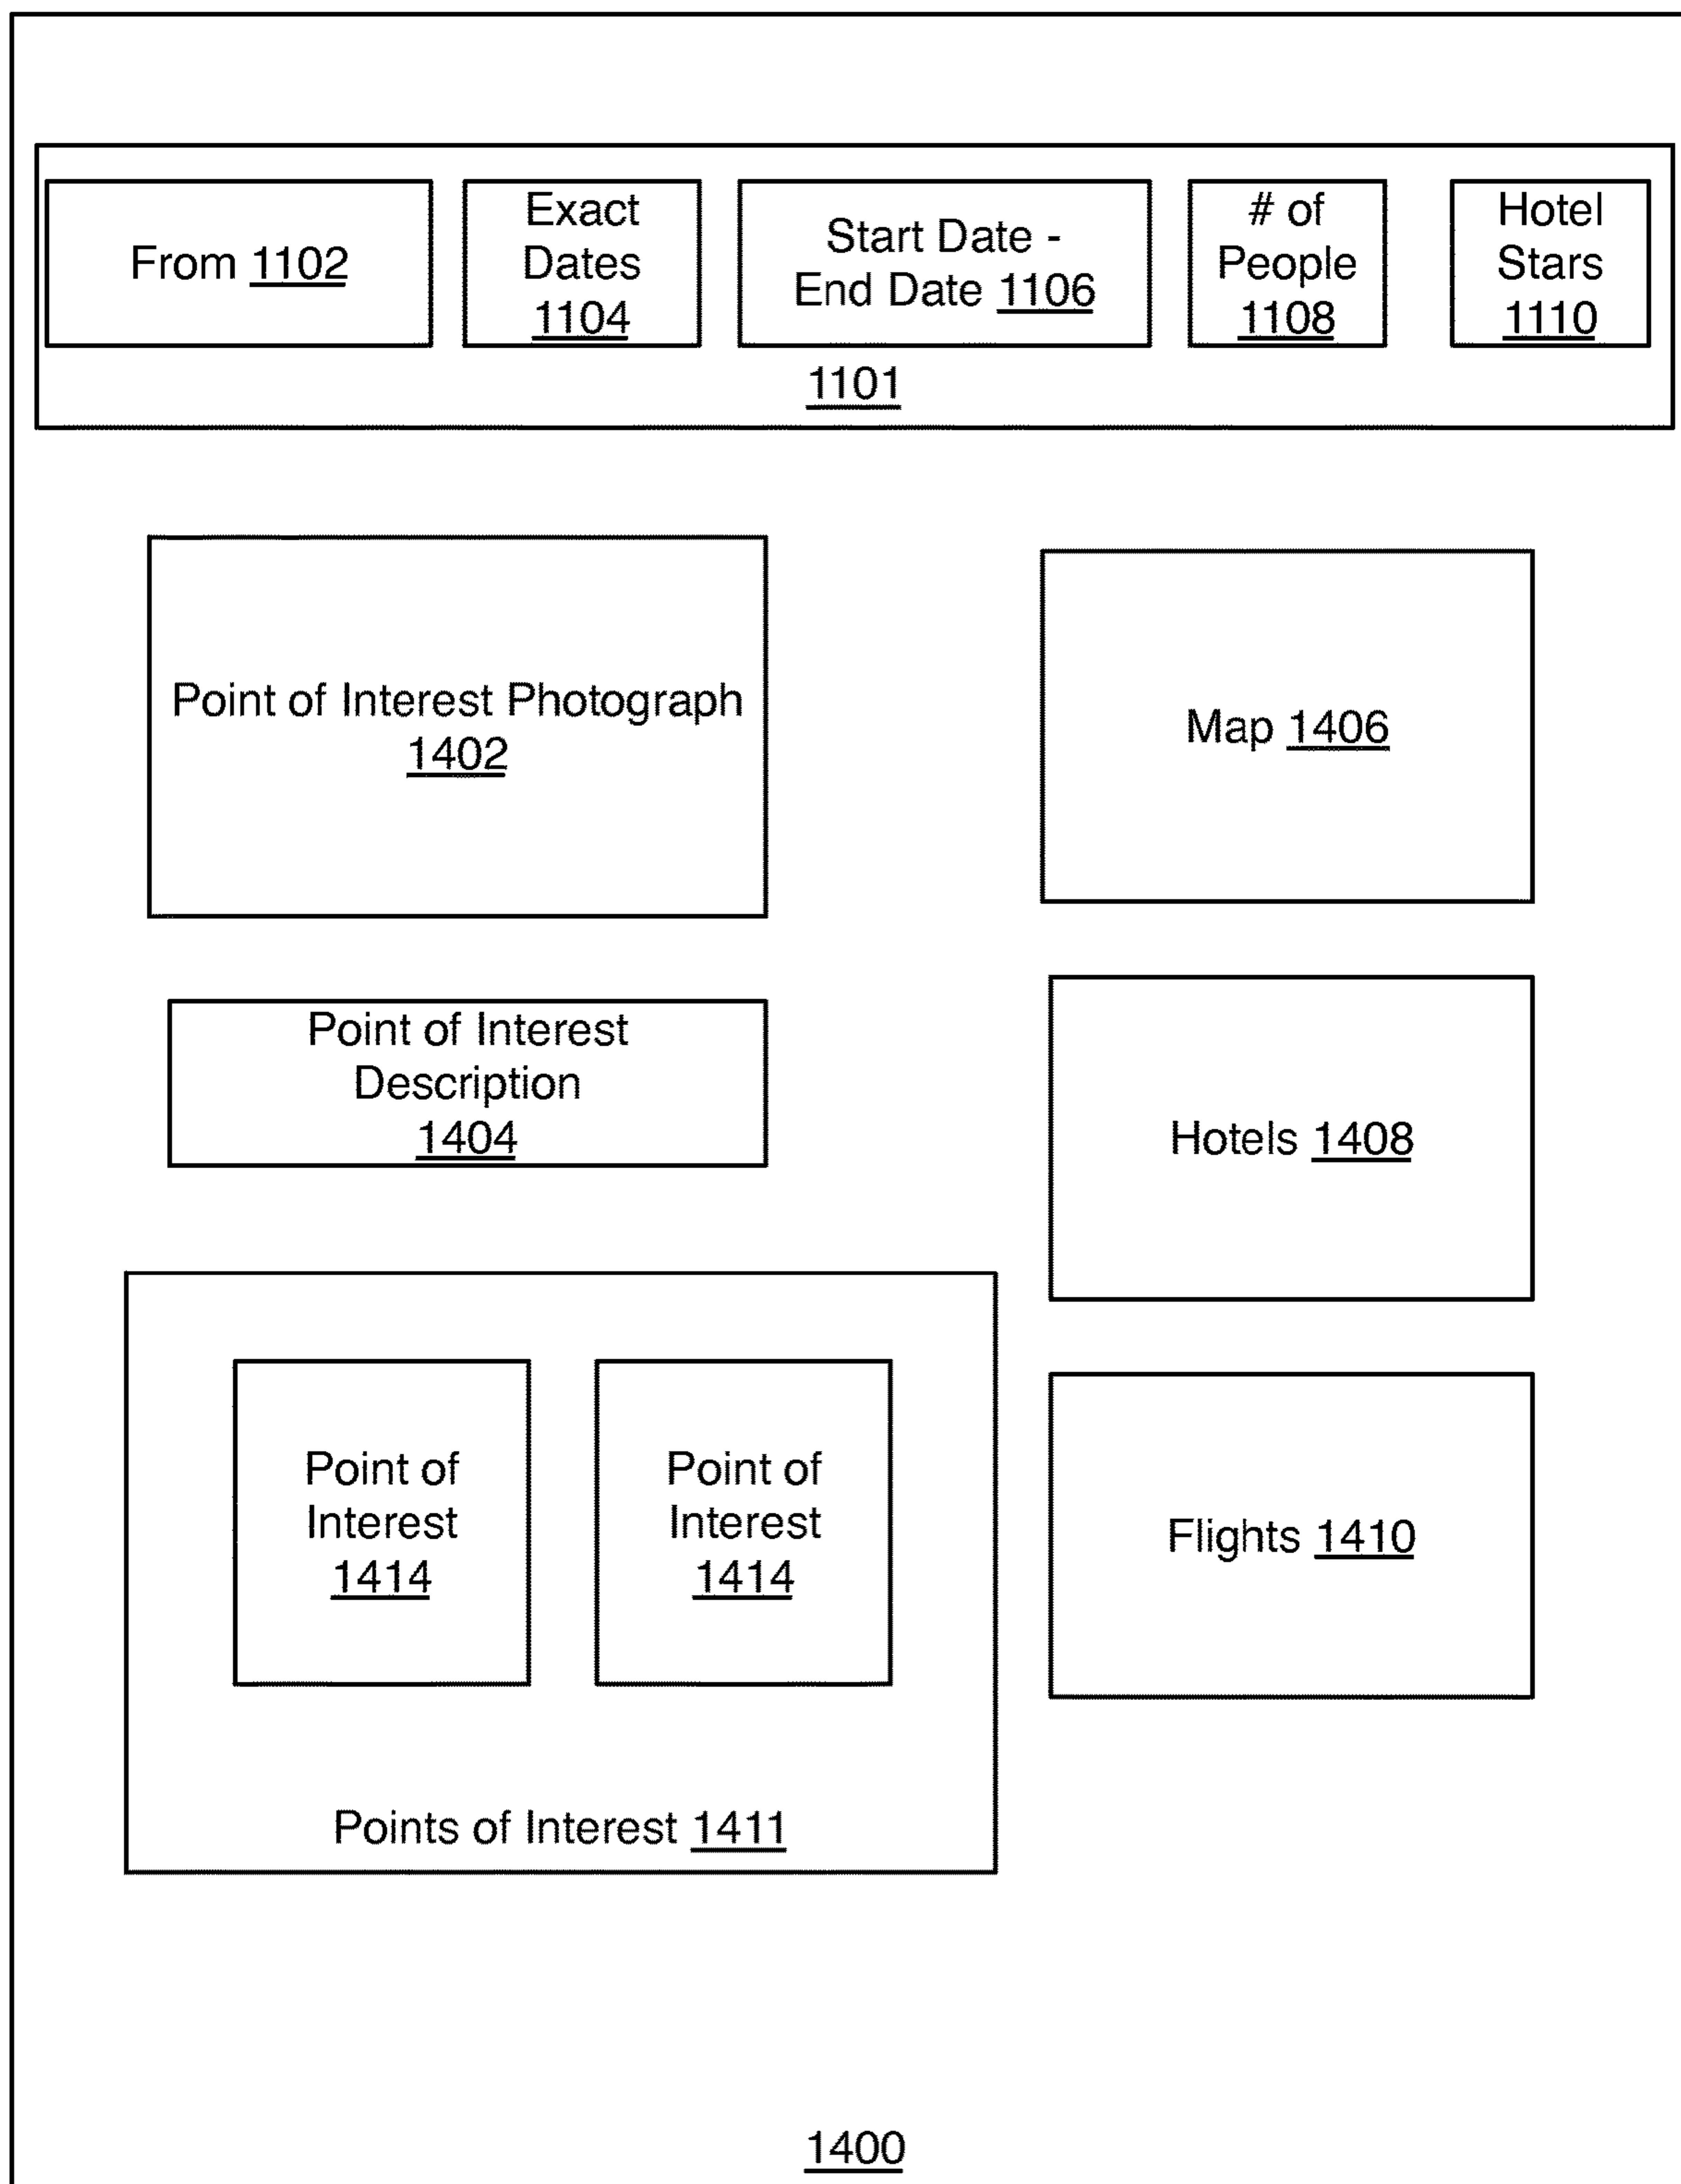 From 1102
Exact
Dates
1104
Start Date -
End Date 1106
# of
People
1108
Hotel
Stars
1110
1101
Point of Interest Photograph
1402
Map 1406
Point of Interest
Description
1404
Hotels 1408
Point of
Interest
1414
Point of
Interest
1414
Points of Interest 1411
Flights 1410
1400